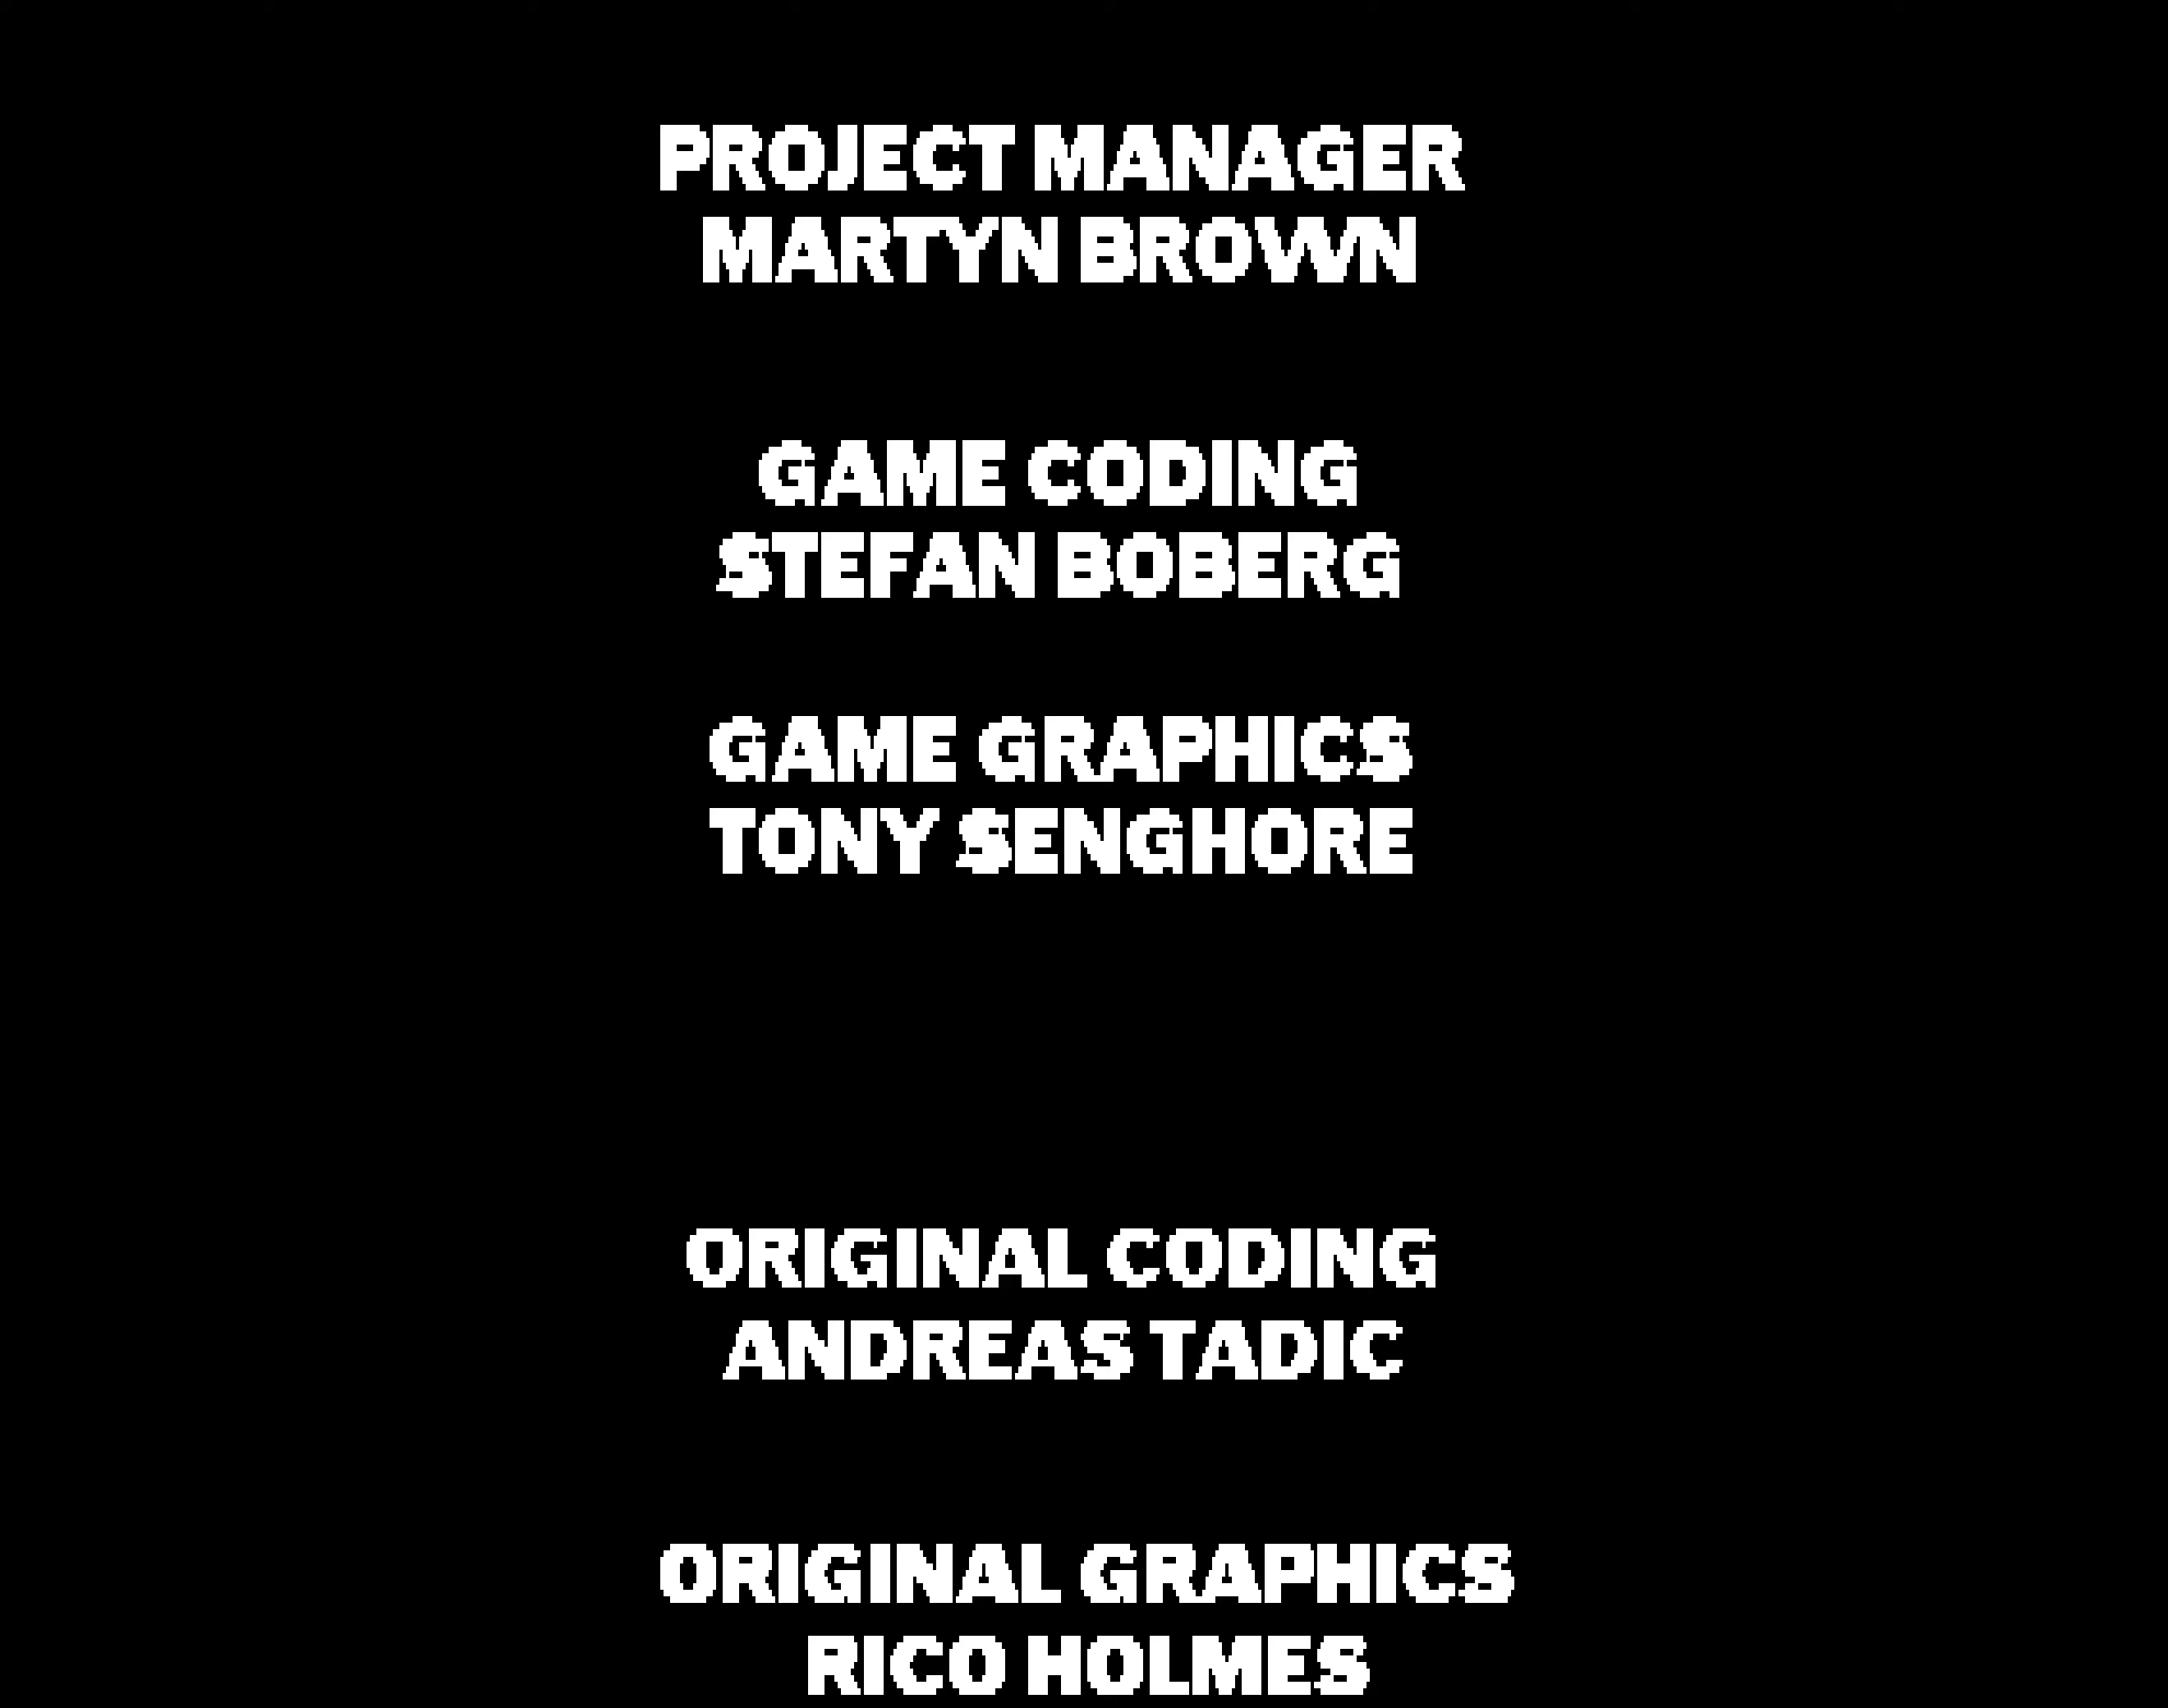 PROJECT MANAGER
MARTYN BROWN
GAME CODING
STEFAN BOBERG
GAME GRAPHICS
TONY SENGHORE
ORIGINAL CODING
ANDREAS TADIC
ORIGINAL GRAPHICS
RICO HOLMES